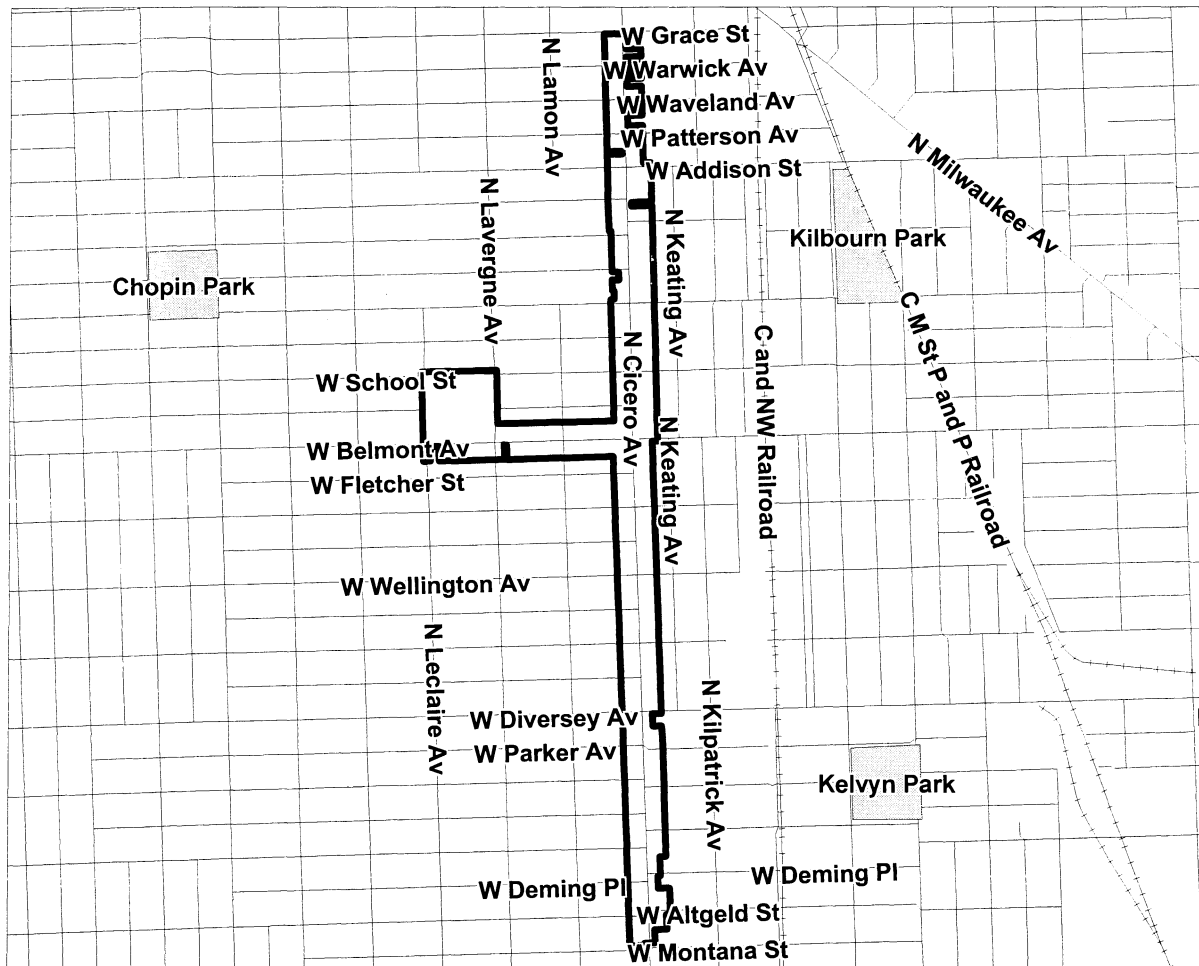 W Grace St
N Lamon Av
W Warwick Av
W Waveland Av
W Patterson Av
W Addison St
N Milwaukee Av
N Lavergne Av
N Keating Av
Kilbourn Park
Chopin Park
C M St P and P Railroad
C and NW Railroad
N Cicero Av
W School St
N Keating Av
W Belmont Av
W Fletcher St
W Wellington Av
N Leclaire Av
N Kilpatrick Av
W Diversey Av
W Parker Av
Kelvyn Park
W Deming Pl
W Deming Pl
W Altgeld St
W Montana St